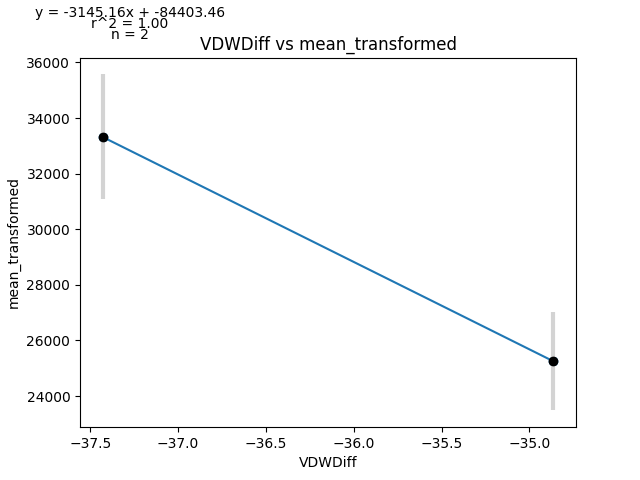 y = -3145.16x + -84403.46
r^2 = 1.00
n = 2
VDWDiff vs mean_transformed
36000
34000
32000
30000
28000
26000
24000
mean_transformed
−37.5 −37.0 −36.5 −36.0 −35.5 −35.0
VDWDiff